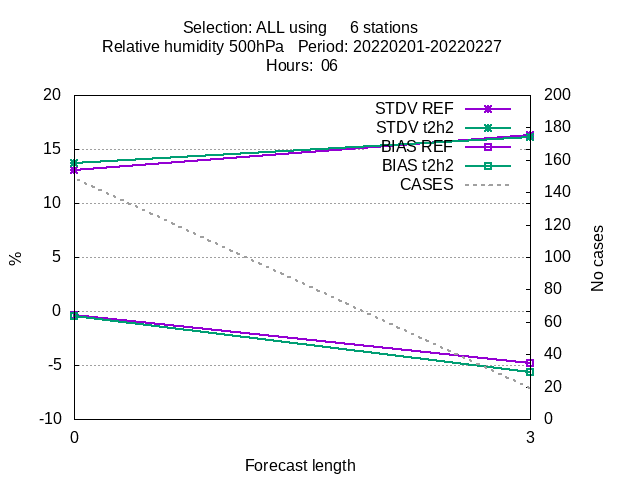 Selection: ALL using 6 stations
Relative humidity 500hPa Period: 20220201-20220227
Hours: 06
STDV REF
STDV t2h2
BIAS REF
BIAS t2h2
CASES
20
15
10
5
0
-5
-10
%
200
180
160
140
120
100
80
60
40
20
0
No cases
0 3
Forecast length